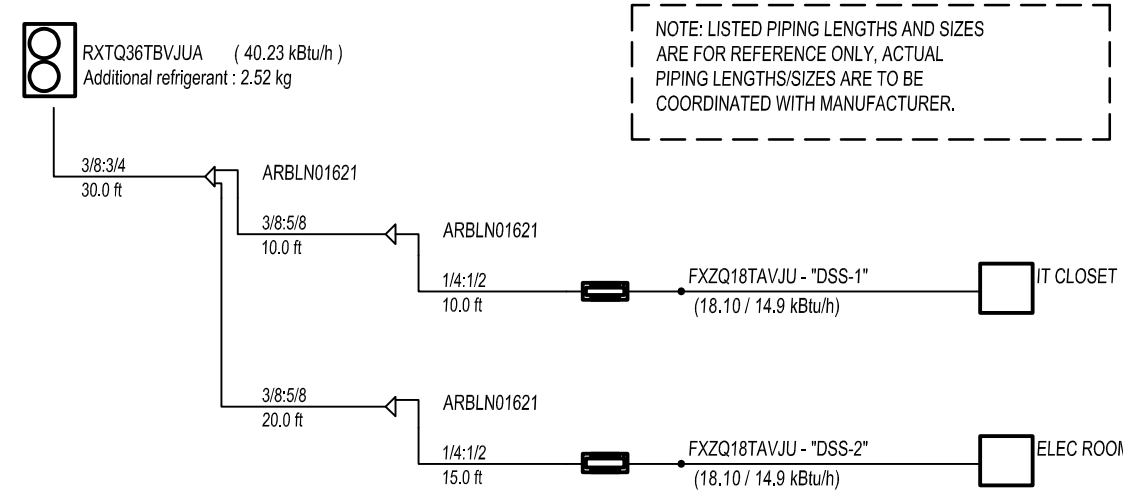 RXTQ36TBVJUA ( 40.23 kBtu/h )
Additional refrigerant : 2.52 kg
NOTE: LISTED PIPING LENGTHS AND SIZES
ARE FOR REFERENCE ONLY, ACTUAL
PIPING LENGTHS/SIZES ARE TO BE
COORDINATED WITH MANUFACTURER.
3/8:3/4
30.0 ft
ARBLN01621
3/8:5/8
10.0 ft
ARBLN01621
1/4:1/2
10.0 ft
FXZQ18TAVJU - "DSS-1"
(18.10 / 14.9 kBtu/h)
IT CLOSET
3/8:5/8
20.0 ft
ARBLN01621
1/4:1/2
15.0 ft
FXZQ18TAVJU - "DSS-2"
(18.10 / 14.9 kBtu/h)
ELEC ROOM